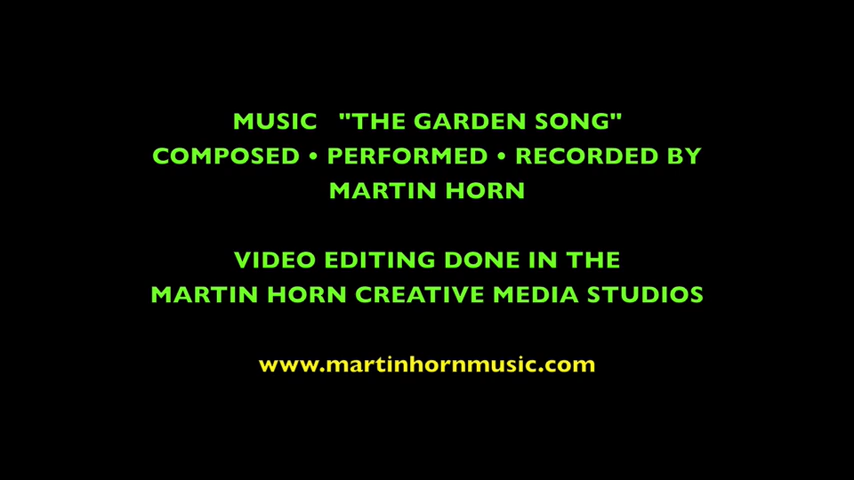 MUSIC "THE GARDEN SONG"
COMPOSED • PERFORMED • RECORDED BY
MARTIN HORN
VIDEO EDITING DONE IN THE
MARTIN HORN CREATIVE MEDIA STUDIOS
www.martinhornmusic.com